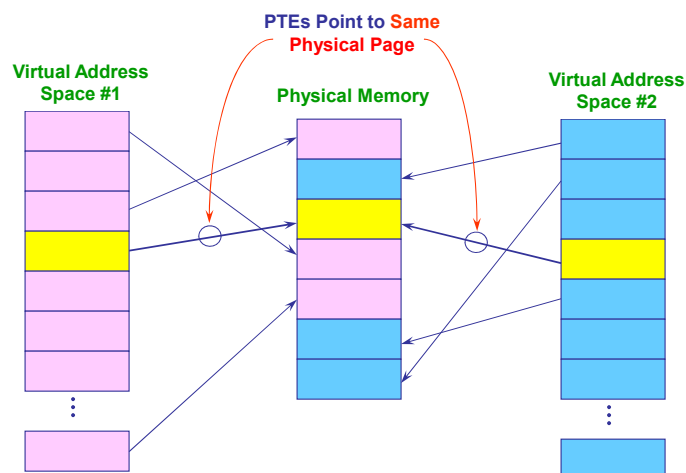 PTEs Point to Same
Physical Page
Virtual Address
Space #1
Physical Memory
Virtual Address
Space #2